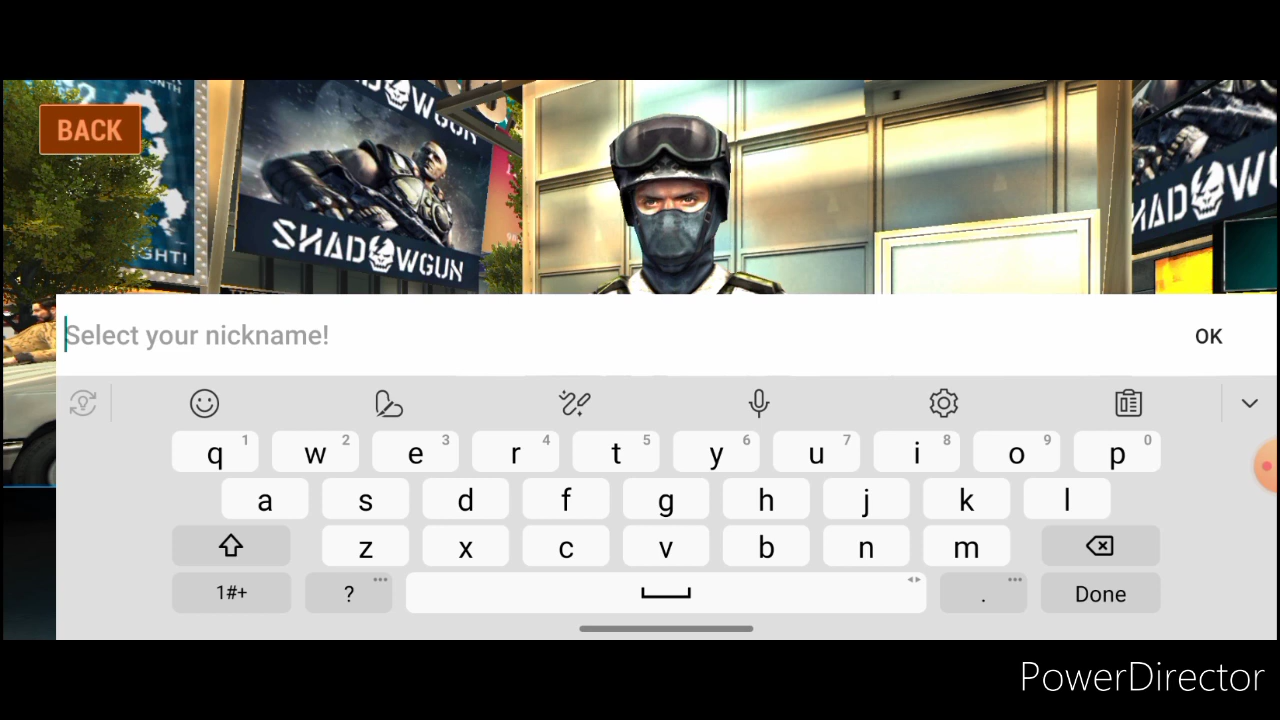 BACK
SHADOWGUN
GHT!
SHADOWGUN
SHADOWGU
Select your nickname!
OK
q 1 w 2 e 3 r 4 t 5 y 6 u 7 i 8 o 9 p 0
a s d f g h j k l
z x c v b n m
1#+ ? . Done
PowerDirector